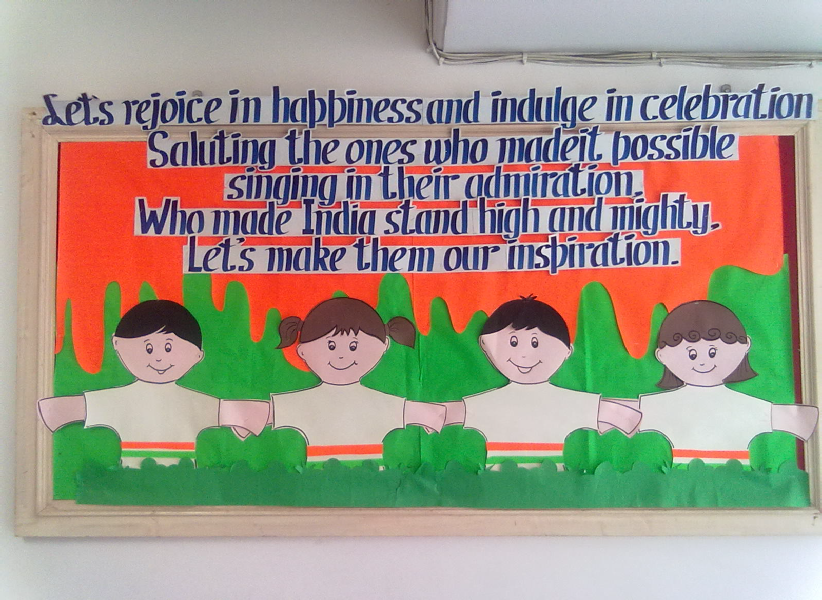 Let's rejoice in happiness and indulge in celebration
Saluting the ones who madeit possible
singing in their admiration,
Who made India stand high and mighty,
Let's make them our inspiration.